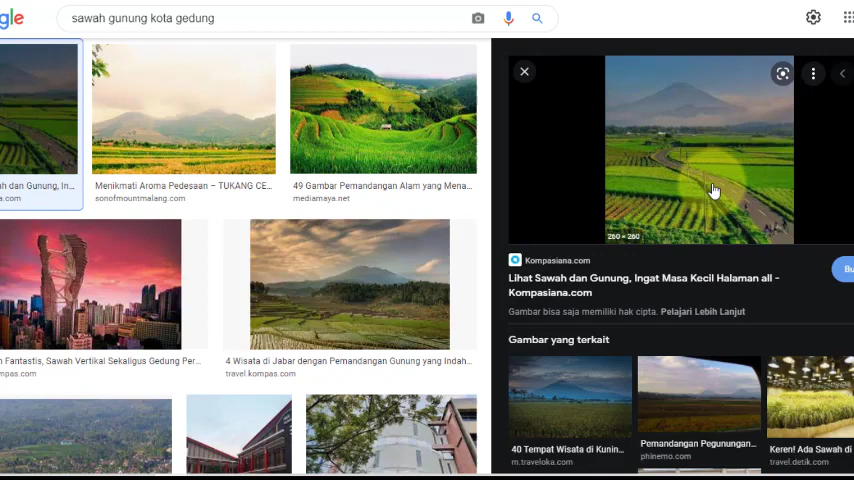 gle
sawah gunung kota gedung
h dan Gunung, In...
a.com
Menikmati Aroma Pedesaan – TUKANG CE...
sonofmountmalang.com
49 Gambar Pemandangan Alam yang Mena...
mediamaya.net
n Fantastis, Sawah Vertikal Sekaligus Gedung Per...
mpas.com
4 Wisata di Jabar dengan Pemandangan Gunung yang Indah...
travel.kompas.com
260 × 260
Kompasiana.com
Bu
Lihat Sawah dan Gunung, Ingat Masa Kecil Halaman all -
Kompasiana.com
Gambar bisa saja memiliki hak cipta. Pelajari Lebih Lanjut
Gambar yang terkait
40 Tempat Wisata di Kunin...
m.traveloka.com
Pemandangan Pegunungan...
phinemo.com
Keren! Ada Sawah di
travel.detik.com